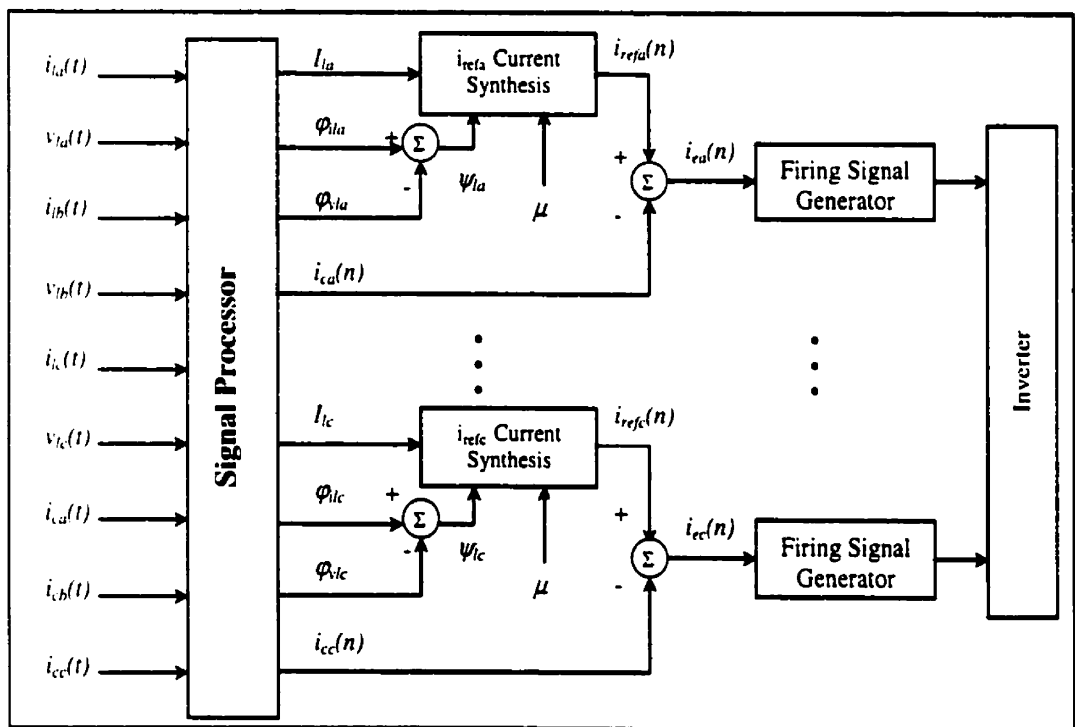 i_la(t)
v_la(t)
i_lb(t)
v_lb(t)
i_lc(t)
v_lc(t)
i_ca(t)
i_cb(t)
i_cc(t)
Signal Processor
I_la
φ_ila
φ_vla
i_ca(n)
+
-
Σ
ψ_la
i_refa Current
Synthesis
μ
i_refa(n)
+
-
Σ
i_ea(n)
Firing Signal
Generator
I_lc
φ_ilc
φ_vlc
i_cc(n)
+
-
Σ
ψ_lc
i_refc Current
Synthesis
μ
i_refc(n)
+
-
Σ
i_ec(n)
Firing Signal
Generator
Inverter